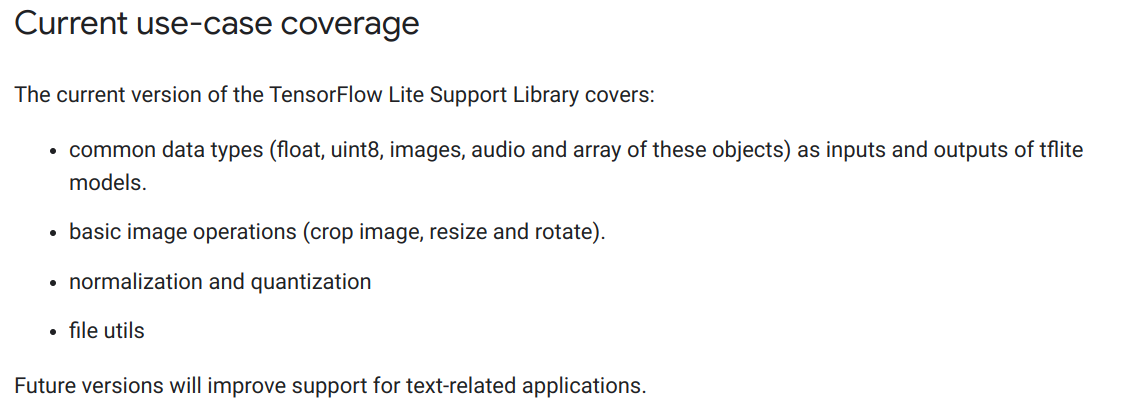 Current use-case coverage
The current version of the TensorFlow Lite Support Library covers:
• common data types (float, uint8, images, audio and array of these objects) as inputs and outputs of tflite
models.
• basic image operations (crop image, resize and rotate).
• normalization and quantization
• file utils
Future versions will improve support for text-related applications.